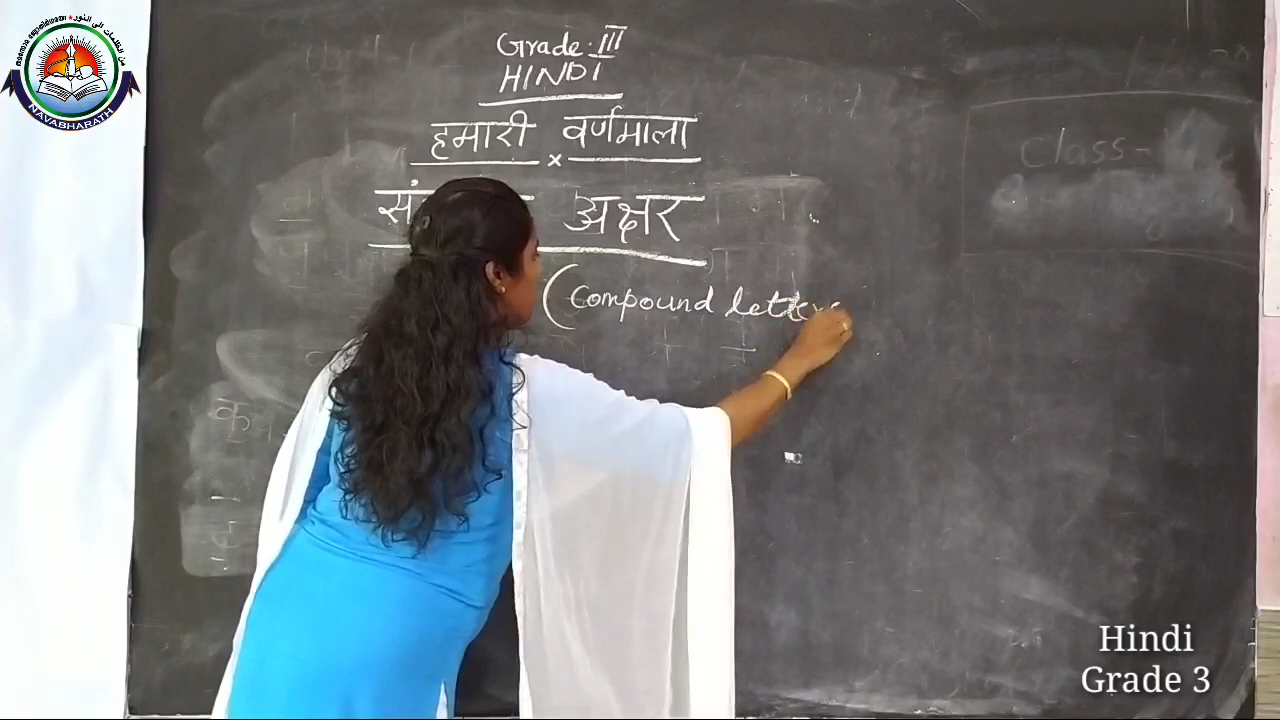 Grade: III
HINDI
हमारी वर्णमाला
सं अक्षर
(Compound letters
Class-
NAVABHARATH
Hindi
Grade 3